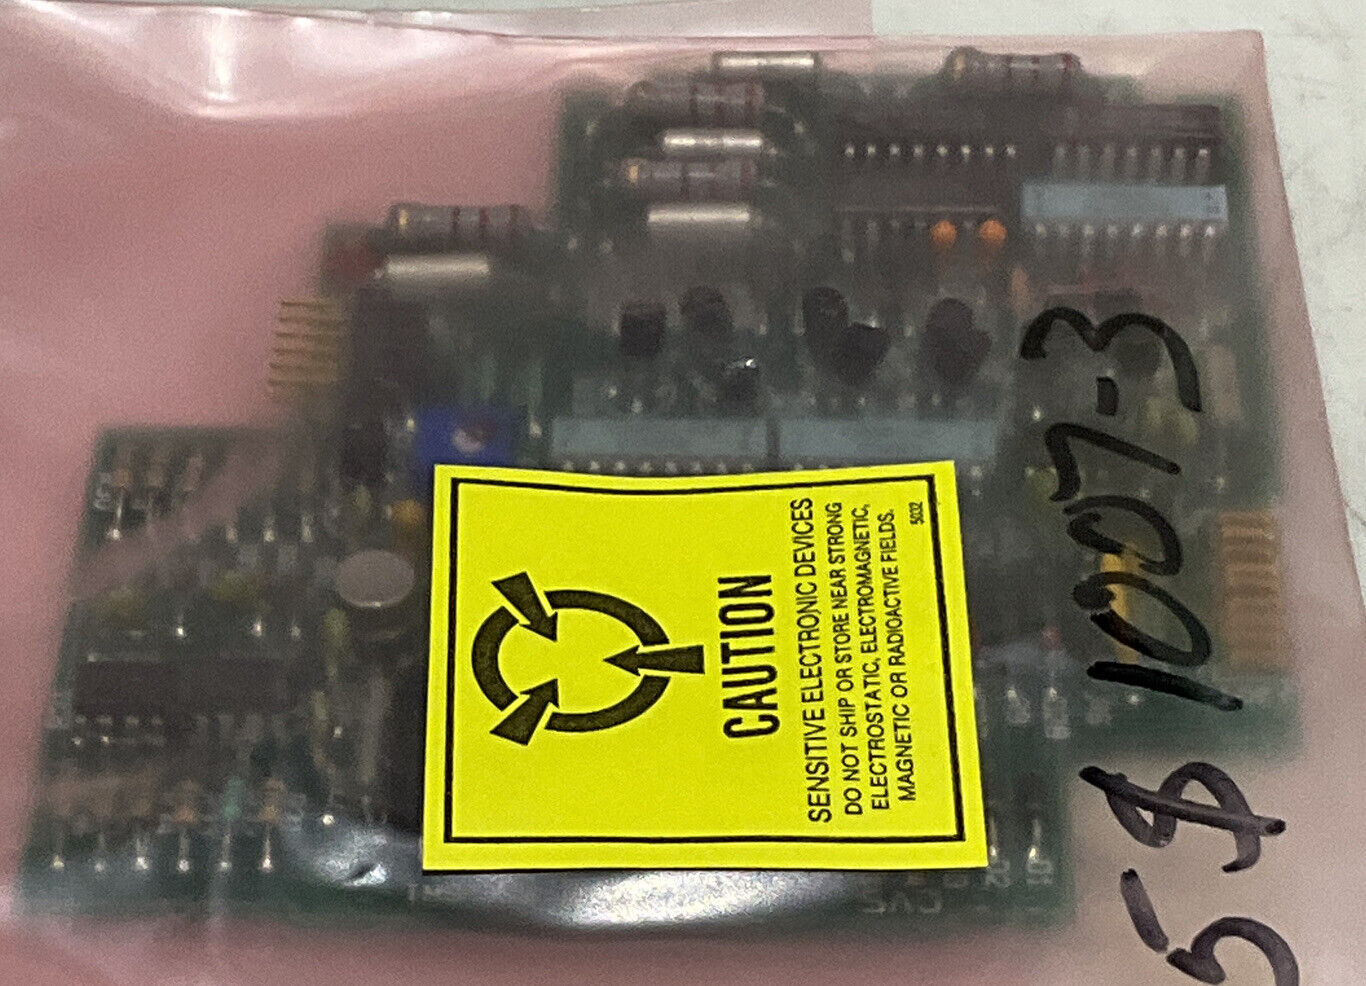 CAUTION
SENSITIVE ELECTRONIC DEVICES
DO NOT SHIP OR STORE NEAR STRONG
ELECTROSTATIC, ELECTROMAGNETIC,
MAGNETIC OR RADIOACTIVE FIELDS.
5032
1007-3